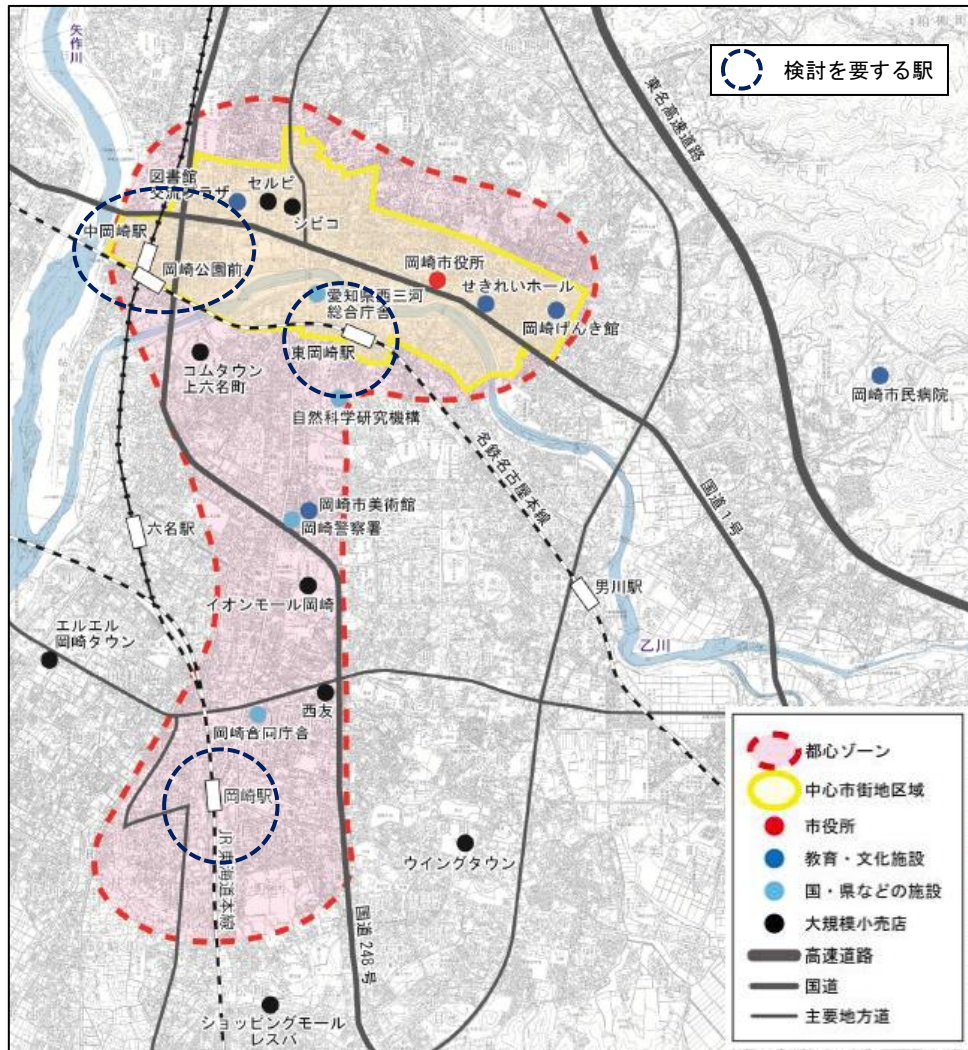 矢作川
検討を要する駅
東名高速道路
図書館
交流プラザ
セルビ
シビコ
中岡崎駅
岡崎公園前
岡崎市役所
せきれいホール
愛知県西三河
総合庁舎
岡崎げんき館
東岡崎駅
コムタウン
上六名町
岡崎市民病院
自然科学研究機構
名鉄名古屋本線
国道1号
岡崎市美術館
岡崎警察署
六名駅
男川駅
イオンモール岡崎
エルエル
岡崎タウン
乙川
西友
岡崎合同庁舎
岡崎駅
JR東海道本線
ウイングタウン
国道248号
ショッピングモール
レスパ
都心ゾーン
中心市街地区域
市役所
教育・文化施設
国・県などの施設
大規模小売店
高速道路
国道
主要地方道